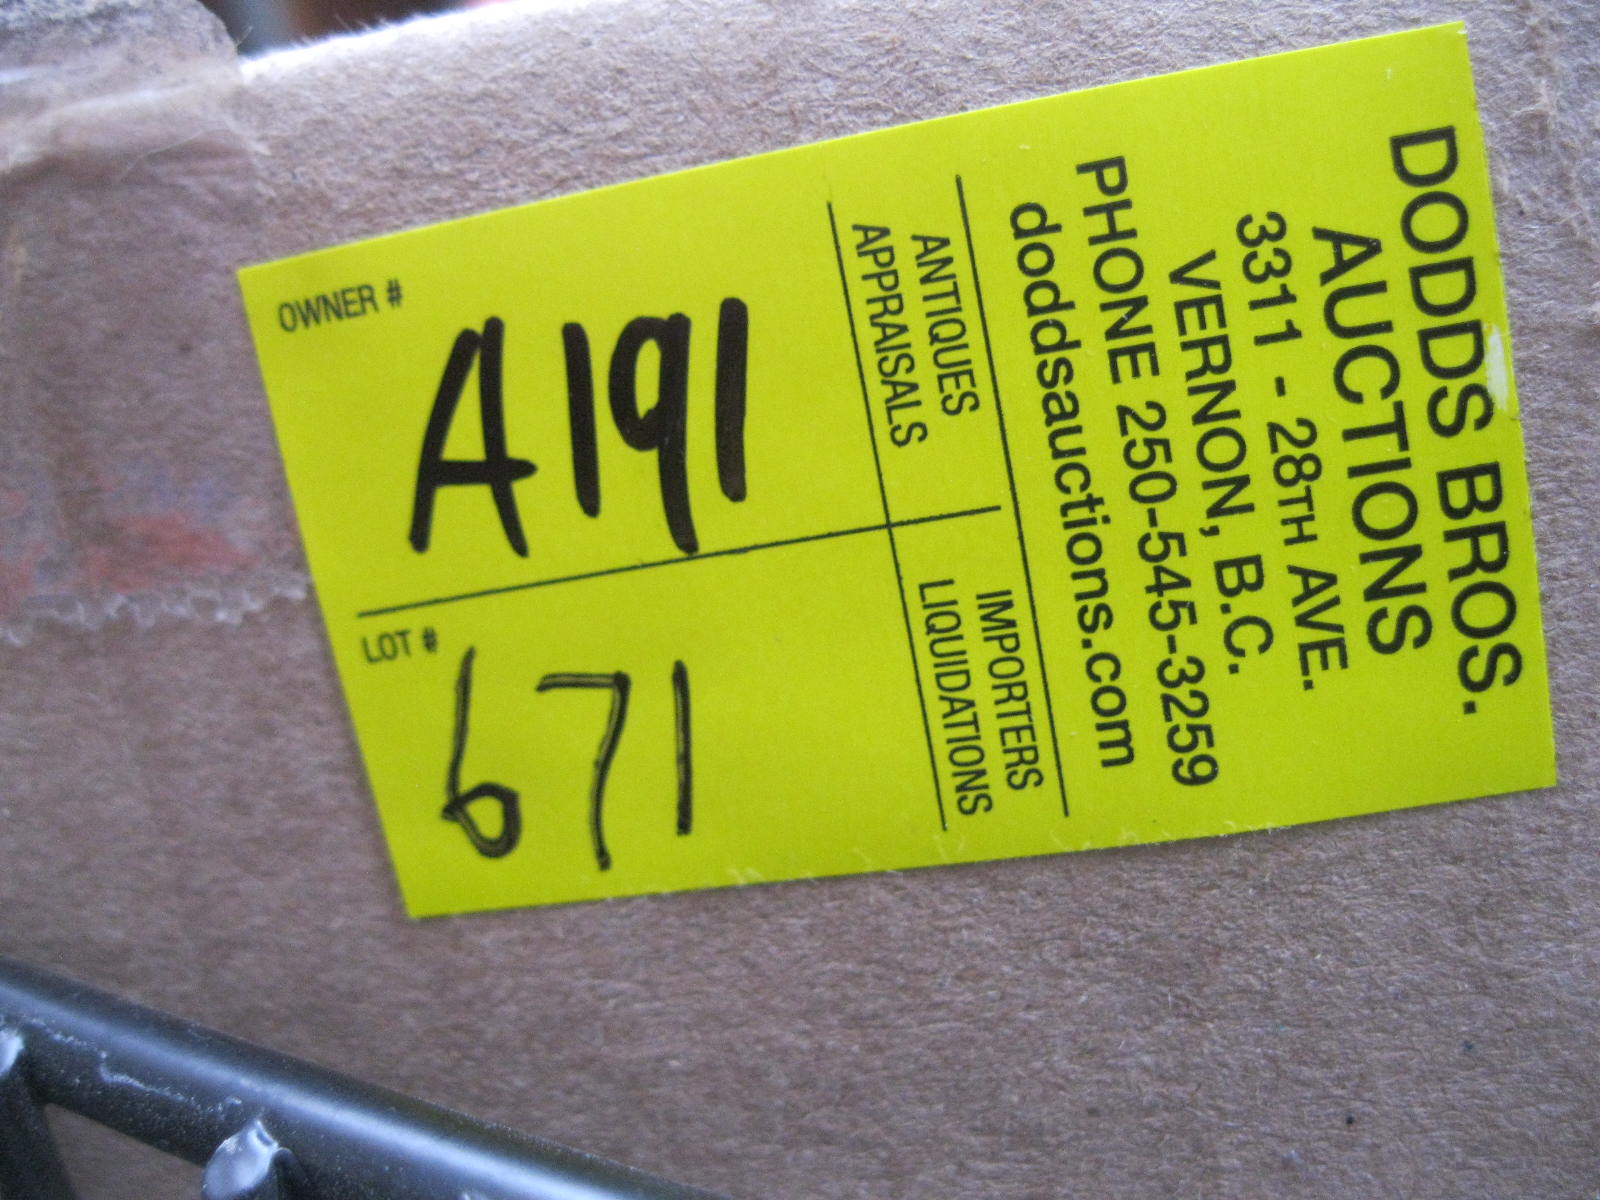 DODDS BROS.
AUCTIONS
3311 - 28TH AVE.
VERNON, B.C.
PHONE 250-545-3259
doddsauctions.com
ANTIQUES IMPORTERS
APPRAISALS LIQUIDATIONS
OWNER #
A191
LOT #
671